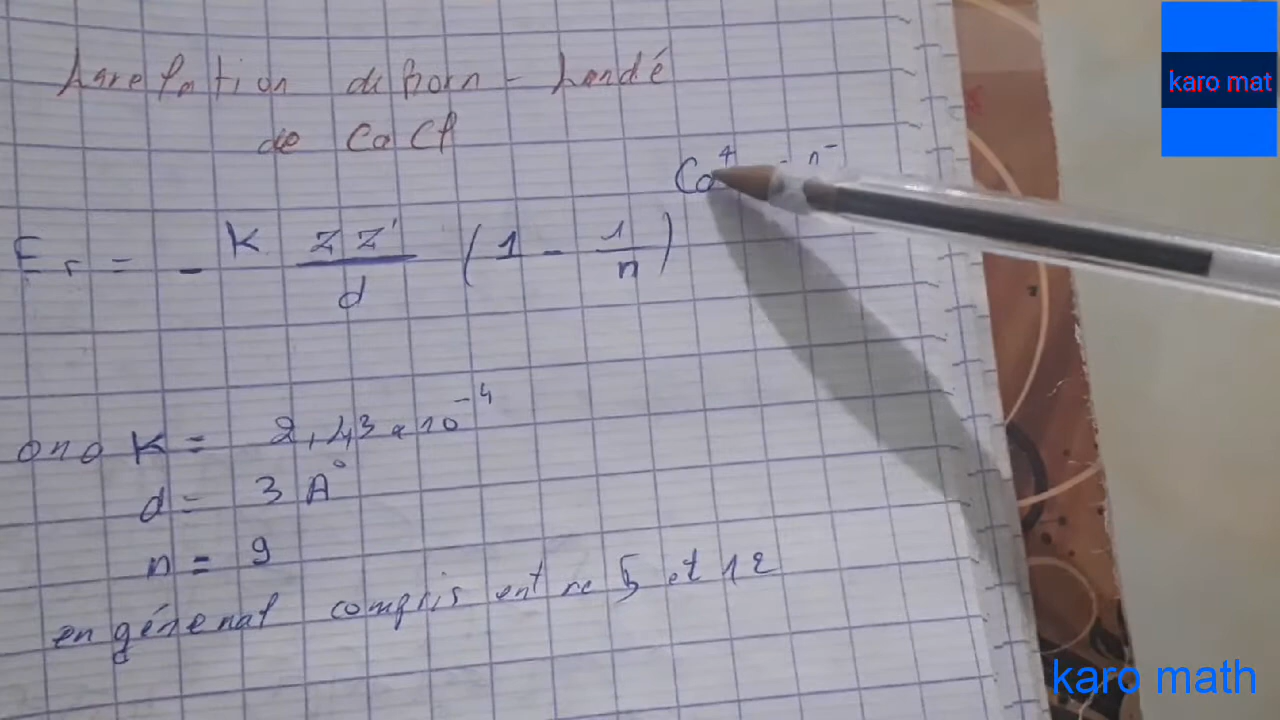 karo mat
La relation de Born - Landé
de CaCl
Ca⁺ n⁻
Er = - K ZZ'/d (1 - 1/n)
on a K = 2,43 x 10⁻⁴
d = 3 A°
n = 9
en général compris entre 5 et 12
karo math